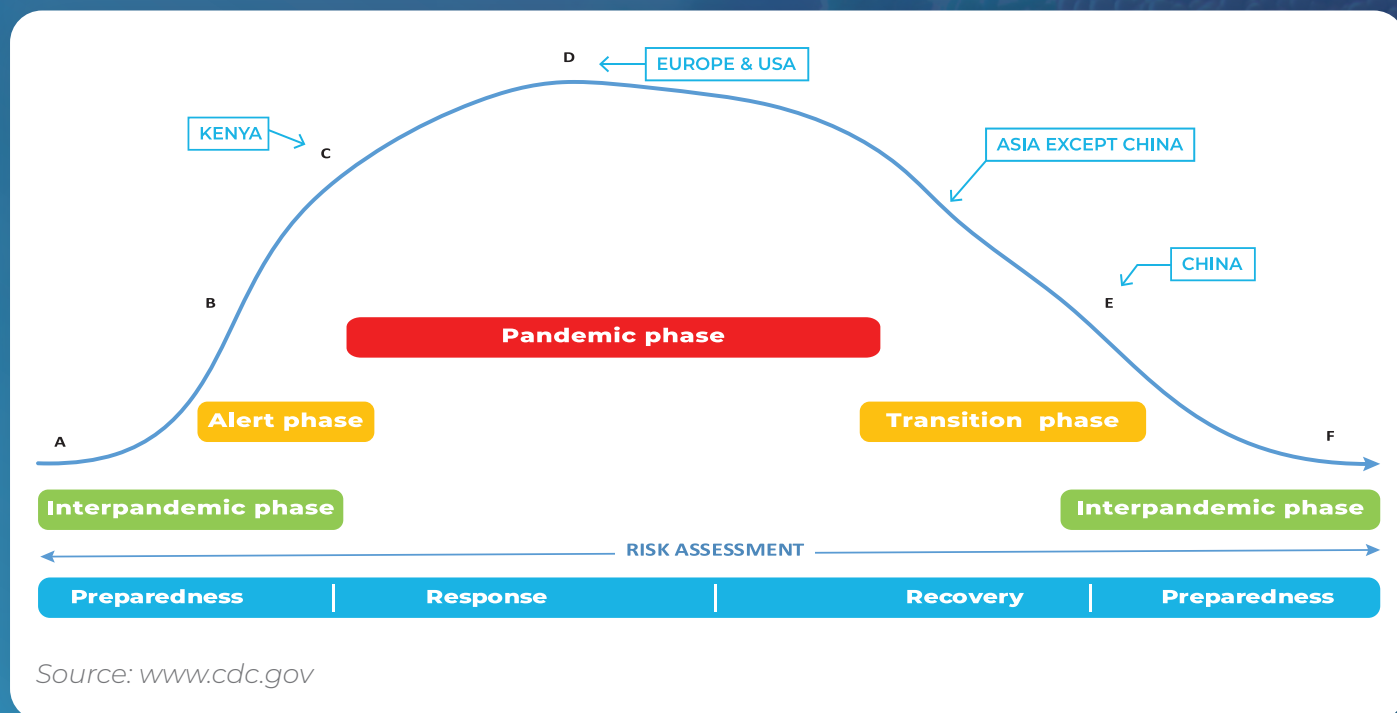 D
EUROPE & USA
KENYA
C
ASIA EXCEPT CHINA
B
CHINA
E
Pandemic phase
Alert phase
Transition phase
A
F
Interpandemic phase
Interpandemic phase
RISK ASSESSMENT
Preparedness
Response
Recovery
Preparedness
Source: www.cdc.gov